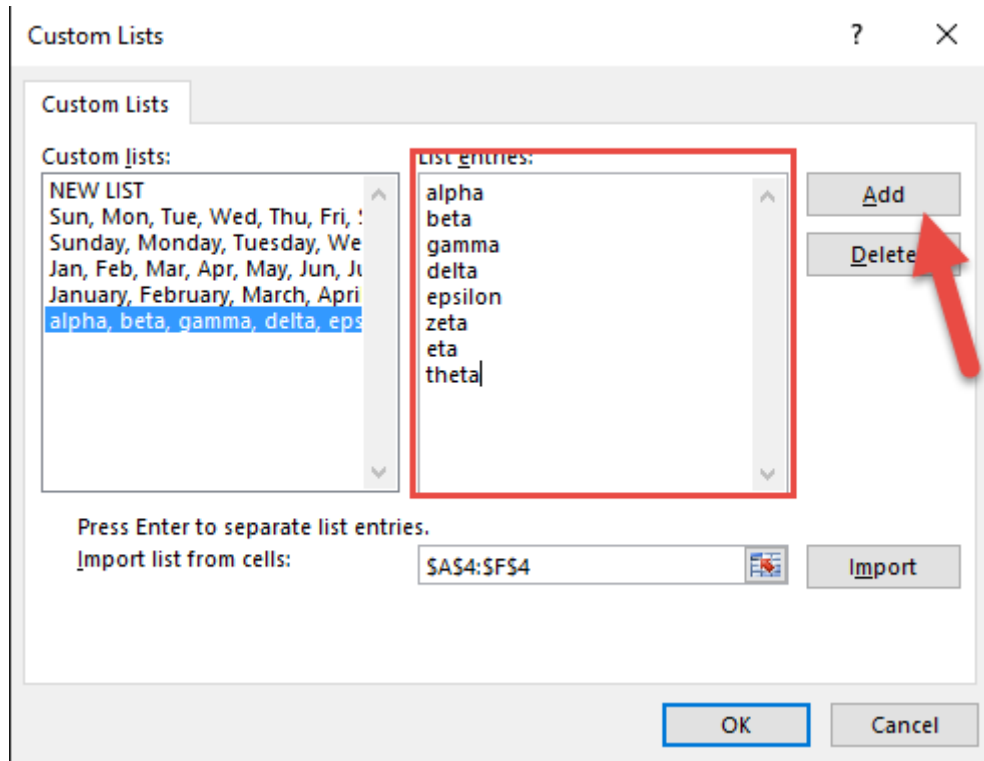 Custom Lists
?
Custom Lists
Custom lists:
NEW LIST
Sun, Mon, Tue, Wed, Thu, Fri,
Sunday, Monday, Tuesday, We
Jan, Feb, Mar, Apr, May, Jun,
January, February, March, Apri
alpha, beta, gamma, delta, eps
List entries:
alpha
beta
gamma
delta
epsilon
zeta
eta
theta
Add
Delete
Press Enter to separate list entries.
Import list from cells:
$A$4:$F$4
Import
OK
Cancel